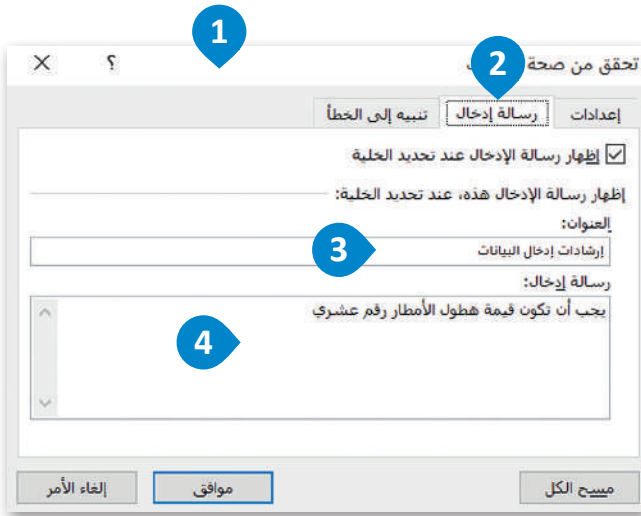 1
تحقق من صحة
2
؟
إعدادات
رسالة إدخال
تنبيه إلى الخطأ
إظهار رسالة الإدخال عند تحديد الخلية
إظهار رسالة الإدخال هذه، عند تحديد الخلية:
العنوان:
إرشادات إدخال البيانات
3
رسالة إدخال:
يجب أن تكون قيمة هطول الأمطار رقم عشري
4
مسح الكل
موافق
إلغاء الأمر